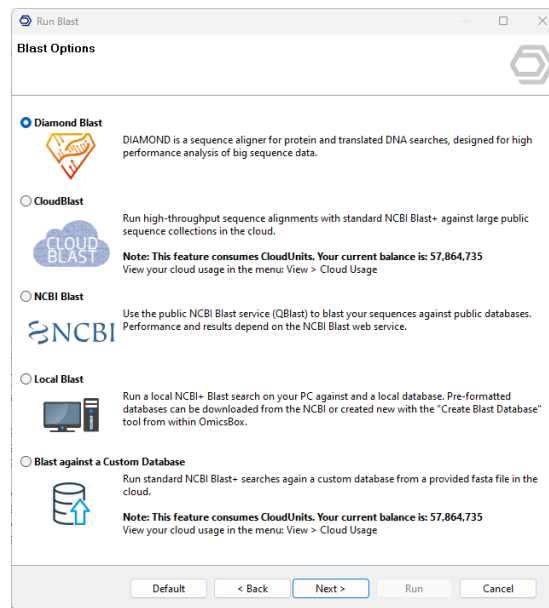 Run Blast
Blast Options
Diamond Blast
DIAMOND is a sequence aligner for protein and translated DNA searches, designed for high
performance analysis of big sequence data.
CloudBlast
CLOUD
BLAST
Run high-throughput sequence alignments with standard NCBI Blast+ against large public
sequence collections in the cloud.
Note: This feature consumes CloudUnits. Your current balance is: 57,864,735
View your cloud usage in the menu: View > Cloud Usage
NCBI Blast
NCBI
Use the public NCBI Blast service (QBlast) to blast your sequences against public databases.
Performance and results depend on the NCBI Blast web service.
Local Blast
Run a local NCBI+ Blast search on your PC against and a local database. Pre-formatted
databases can be downloaded from the NCBI or created new with the "Create Blast Database"
tool from within OmicsBox.
Blast against a Custom Database
Run standard NCBI Blast+ searches again a custom database from a provided fasta file in the
cloud.
Note: This feature consumes CloudUnits. Your current balance is: 57,864,735
View your cloud usage in the menu: View > Cloud Usage
Default < Back Next > Run Cancel